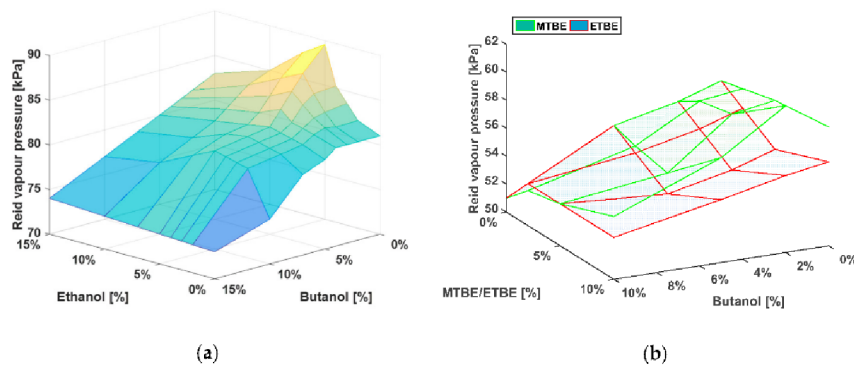 (a)
Reid vapour pressure [kPa]
90
85
80
75
70
15%
10%
5%
0%
Ethanol [%]
15%
10%
5%
0%
Butanol [%]
(b)
MTBE
ETBE
Reid vapour pressure [kPa]
62
60
58
56
54
52
50
0%
5%
10%
MTBE/ETBE [%]
10%
8%
6%
4%
2%
0%
Butanol [%]
(a)
(b)